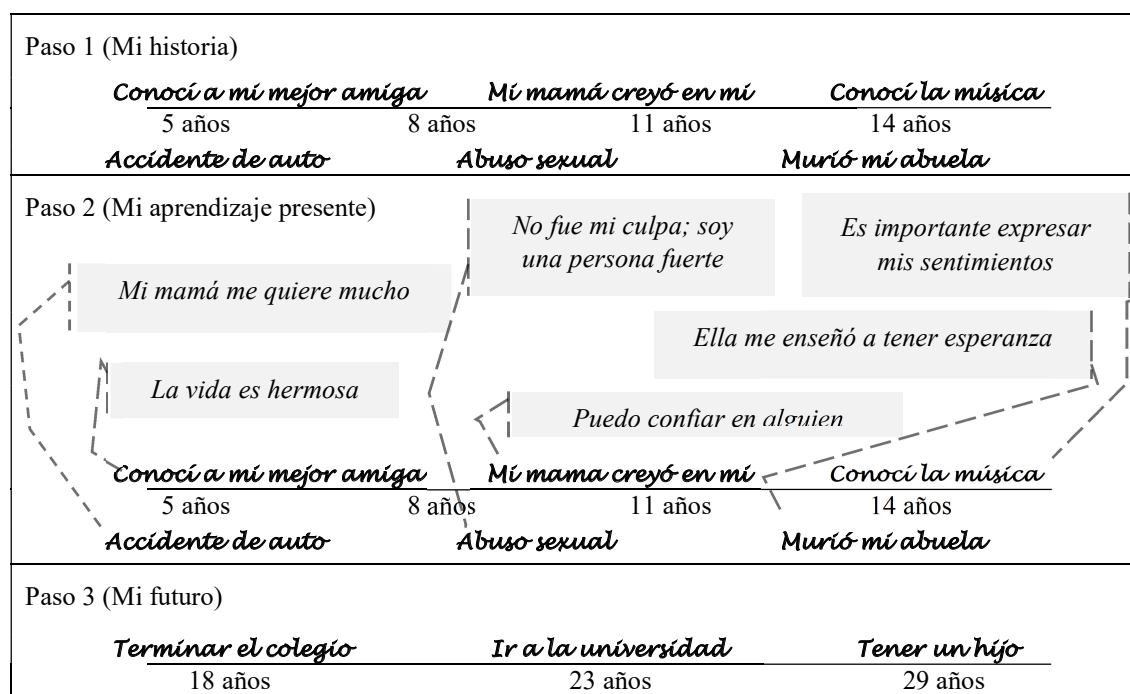 Paso 1 (Mi historia)
Conocí a mi mejor amiga Mi mamá creyó en mí Conocí la música
5 años 8 años 11 años 14 años
Accidente de auto Abuso sexual Murió mi abuela
Paso 2 (Mi aprendizaje presente)
No fue mi culpa; soy
una persona fuerte
Es importante expresar
mis sentimientos
Mi mamá me quiere mucho
Ella me enseñó a tener esperanza
La vida es hermosa
Puedo confiar en alguien
Conocí a mi mejor amiga Mi mama creyó en mí Conocí la música
5 años 8 años 11 años 14 años
Accidente de auto Abuso sexual Murió mi abuela
Paso 3 (Mi futuro)
Terminar el colegio Ir a la universidad Tener un hijo
18 años 23 años 29 años